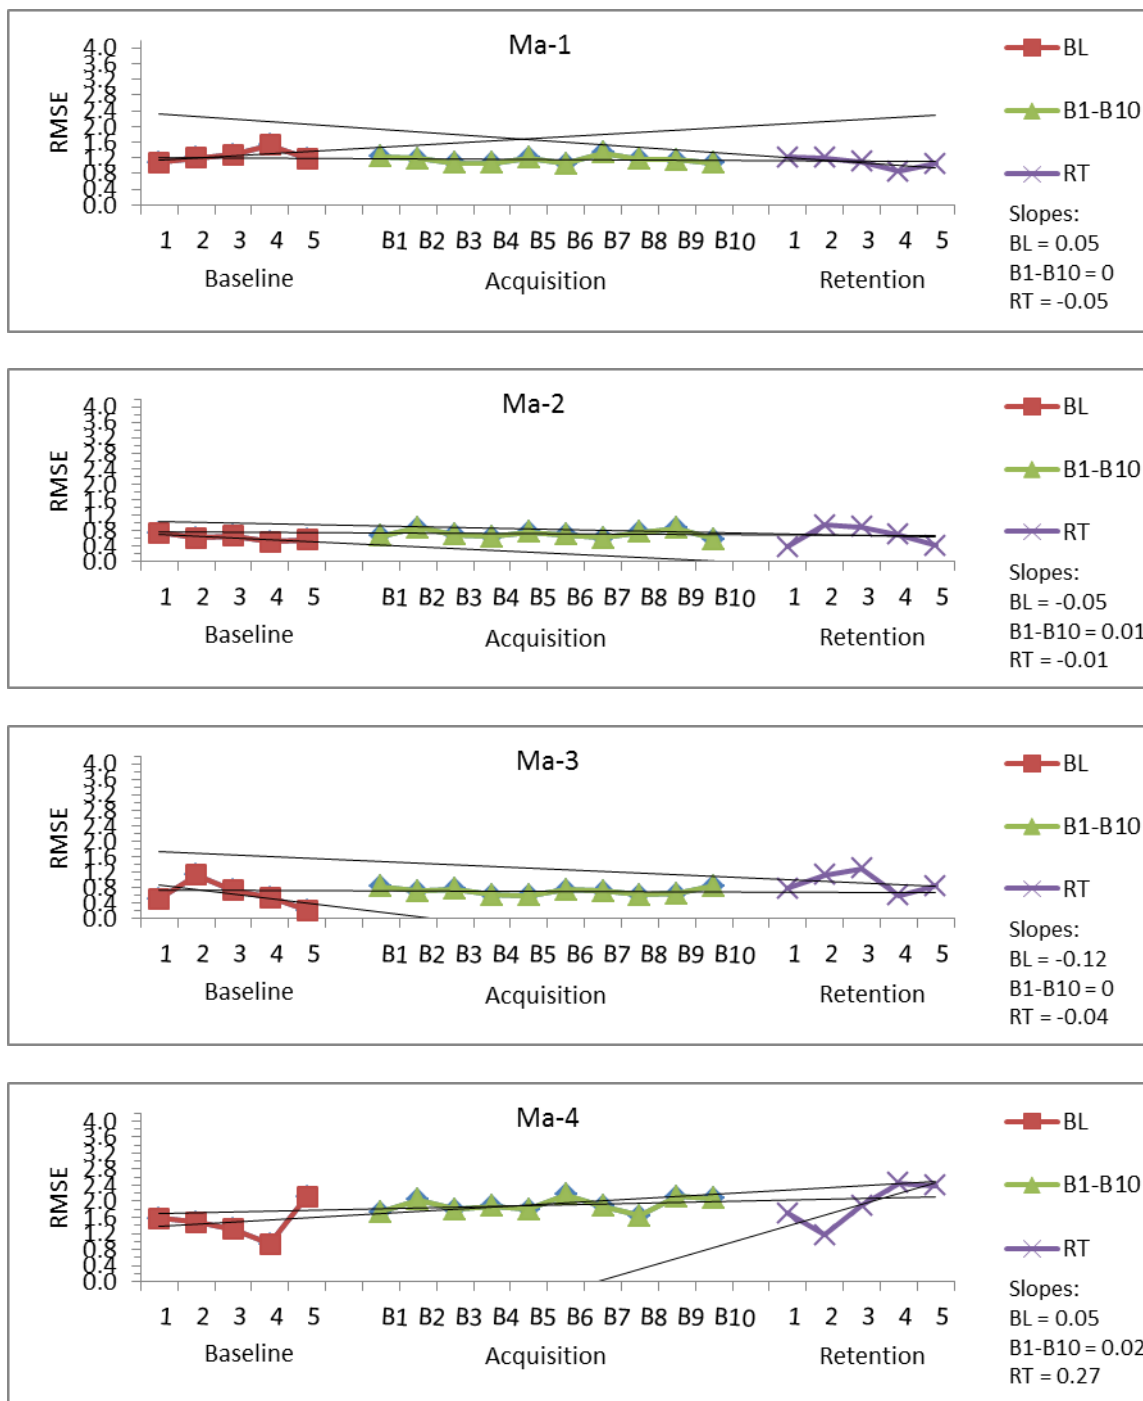 Ma-1
RMSE
4.0
3.6
3.2
2.8
2.4
2.0
1.6
1.2
0.8
0.4
0.0
1 2 3 4 5 B1 B2 B3 B4 B5 B6 B7 B8 B9 B10 1 2 3 4 5
Baseline Acquisition Retention
BL
B1-B10
RT
Slopes:
BL = 0.05
B1-B10 = 0
RT = -0.05
Ma-2
RMSE
4.0
3.6
3.2
2.8
2.4
2.0
1.6
1.2
0.8
0.4
0.0
1 2 3 4 5 B1 B2 B3 B4 B5 B6 B7 B8 B9 B10 1 2 3 4 5
Baseline Acquisition Retention
BL
B1-B10
RT
Slopes:
BL = -0.05
B1-B10 = 0.01
RT = -0.01
Ma-3
RMSE
4.0
3.6
3.2
2.8
2.4
2.0
1.6
1.2
0.8
0.4
0.0
1 2 3 4 5 B1 B2 B3 B4 B5 B6 B7 B8 B9 B10 1 2 3 4 5
Baseline Acquisition Retention
BL
B1-B10
RT
Slopes:
BL = -0.12
B1-B10 = 0
RT = -0.04
Ma-4
RMSE
4.0
3.6
3.2
2.8
2.4
2.0
1.6
1.2
0.8
0.4
0.0
1 2 3 4 5 B1 B2 B3 B4 B5 B6 B7 B8 B9 B10 1 2 3 4 5
Baseline Acquisition Retention
BL
B1-B10
RT
Slopes:
BL = 0.05
B1-B10 = 0.02
RT = 0.27